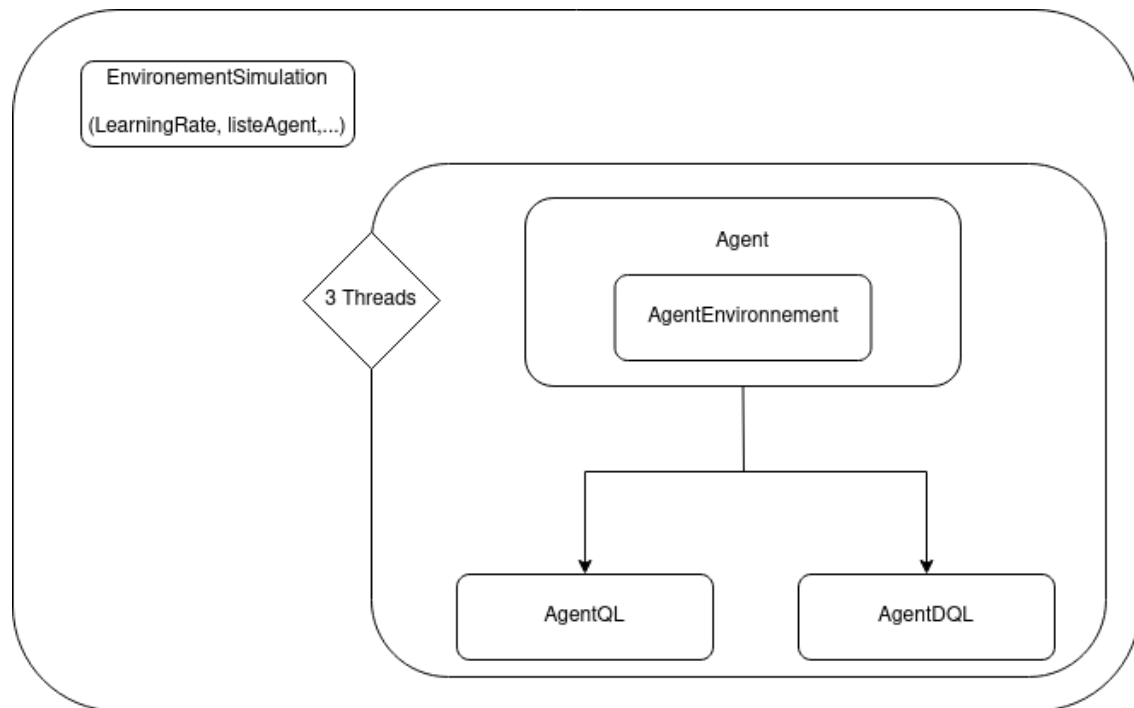 EnvironementSimulation
(LearningRate, listeAgent,...)
Agent
3 Threads
AgentEnvironnement
AgentQL
AgentDQL